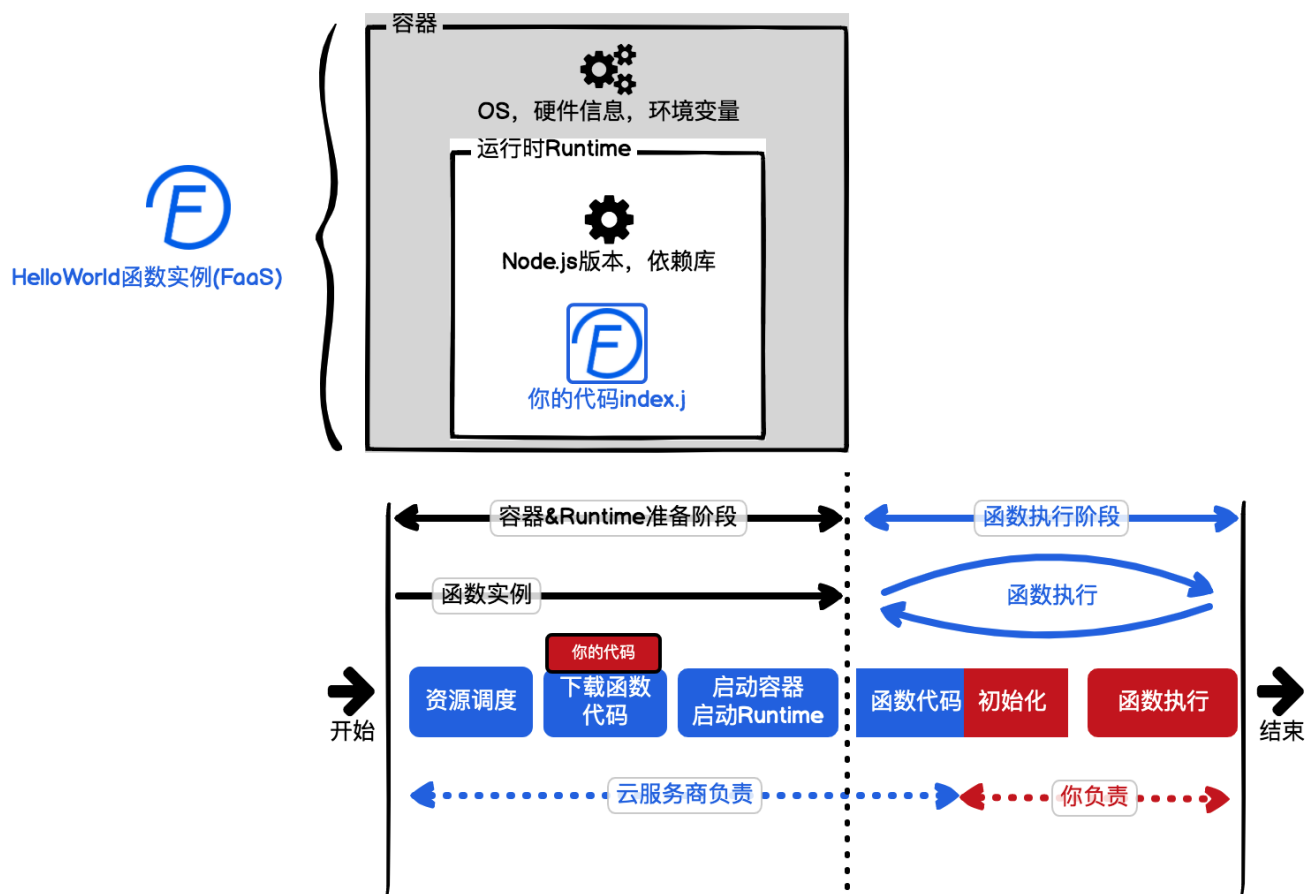 容器
OS，硬件信息，环境变量
运行时Runtime
Node.js版本，依赖库
HelloWorld函数实例(FaaS)
你的代码index.j
容器&Runtime准备阶段
函数执行阶段
函数实例
函数执行
你的代码
资源调度
下载函数
代码
启动容器
启动Runtime
函数代码
初始化
函数执行
开始
结束
云服务商负责
你负责